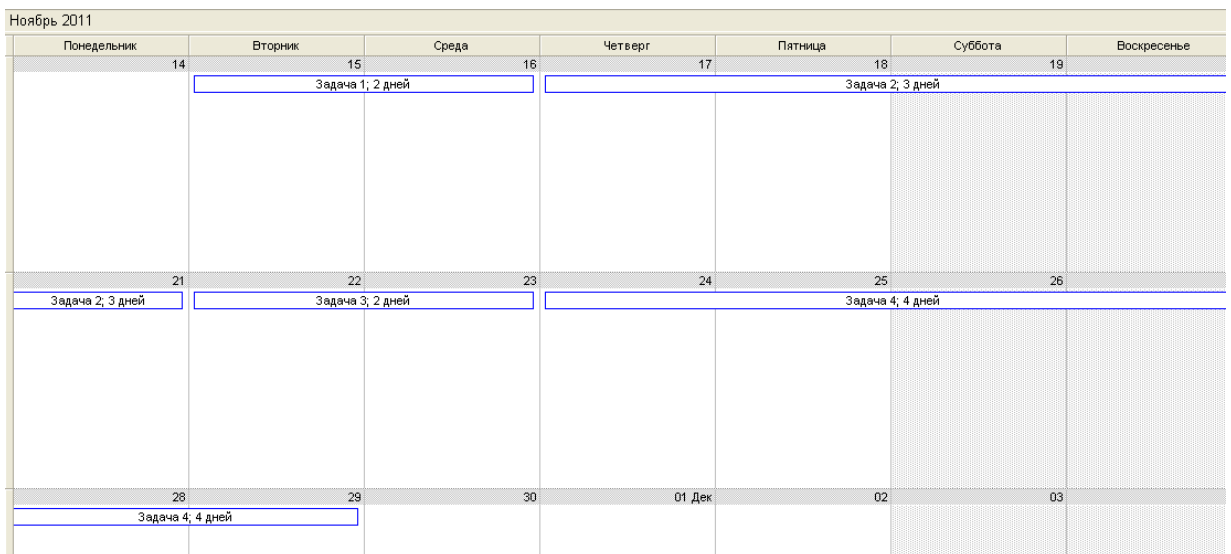 Ноябрь 2011
Понедельник Вторник Среда Четверг Пятница Суббота Воскресенье
14 15 16 17 18 19
Задача 1; 2 дней Задача 2; 3 дней
21 22 23 24 25 26
Задача 2; 3 дней Задача 3; 2 дней Задача 4; 4 дней
28 29 30 01 Дек 02 03
Задача 4; 4 дней